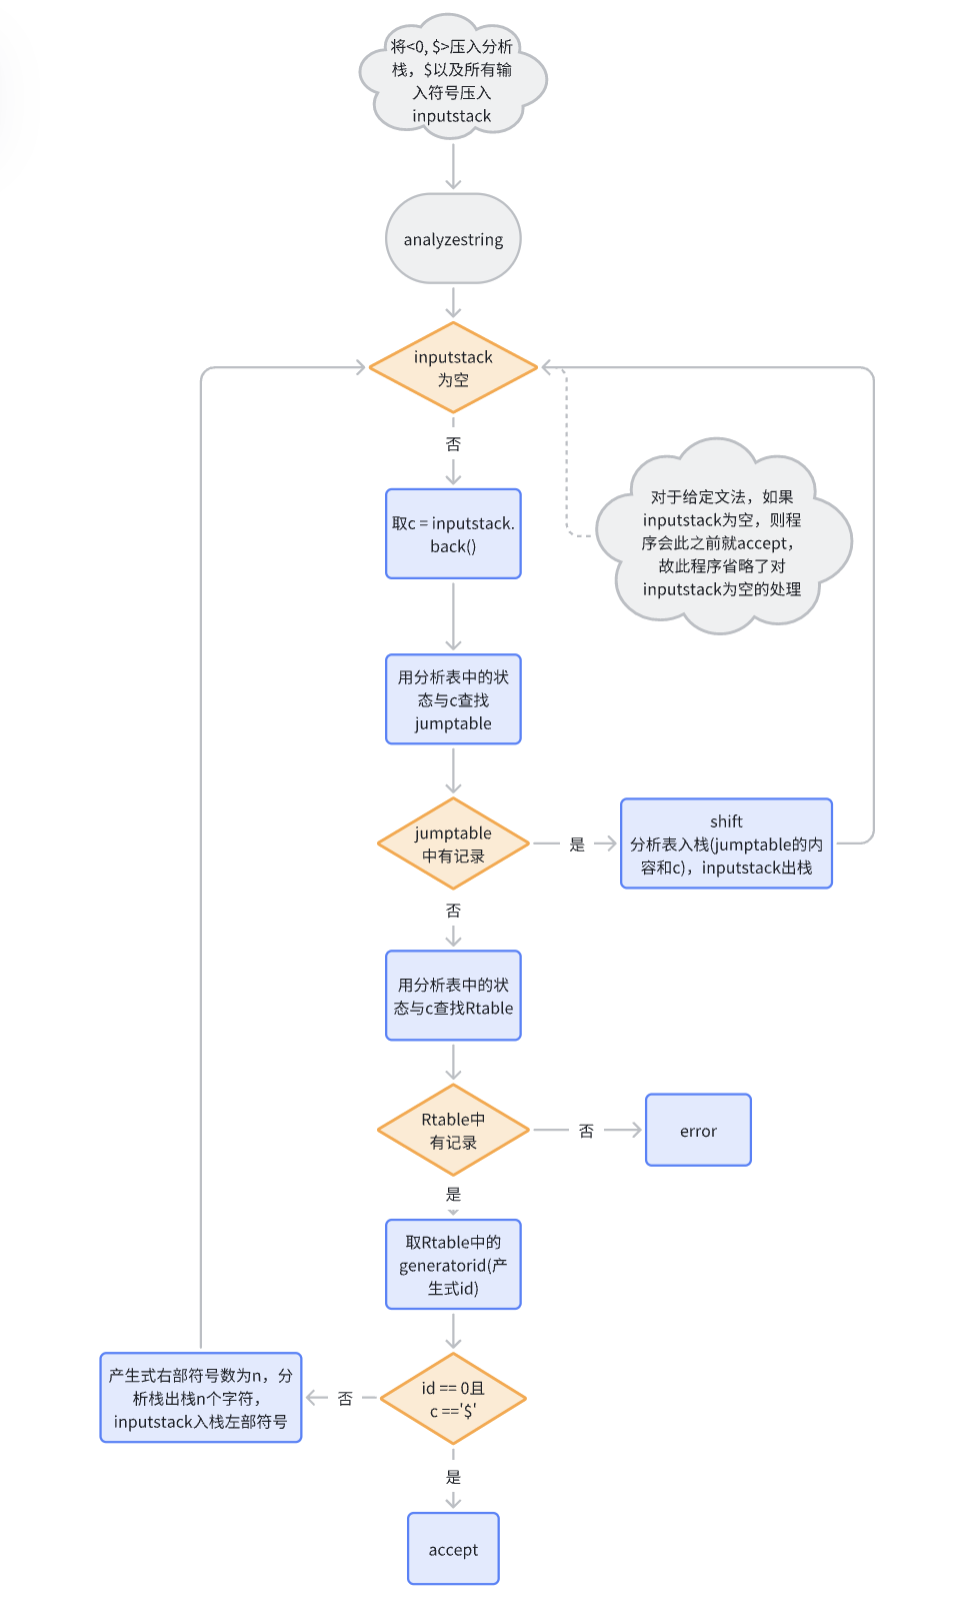 将<0, $>压入分析
栈，$以及所有输
入符号压入
inputstack
analyzestring
inputstack
为空
否
取c = inputstack.
back()
对于给定文法，如果
inputstack为空，则程
序会此之前就accept，
故此程序省略了对
inputstack为空的处理
用分析表中的状
态与c查找
jumptable
jumptable
中有记录
是
shift
分析表入栈(jumptable的内
容和c)，inputstack出栈
否
用分析表中的状
态与c查找Rtable
Rtable中
有记录
否
error
是
取Rtable中的
generatorid(产
生式id)
id == 0且
c =='$'
否
产生式右部符号数为n，分
析栈出栈n个字符，
inputstack入栈左部符号
是
accept